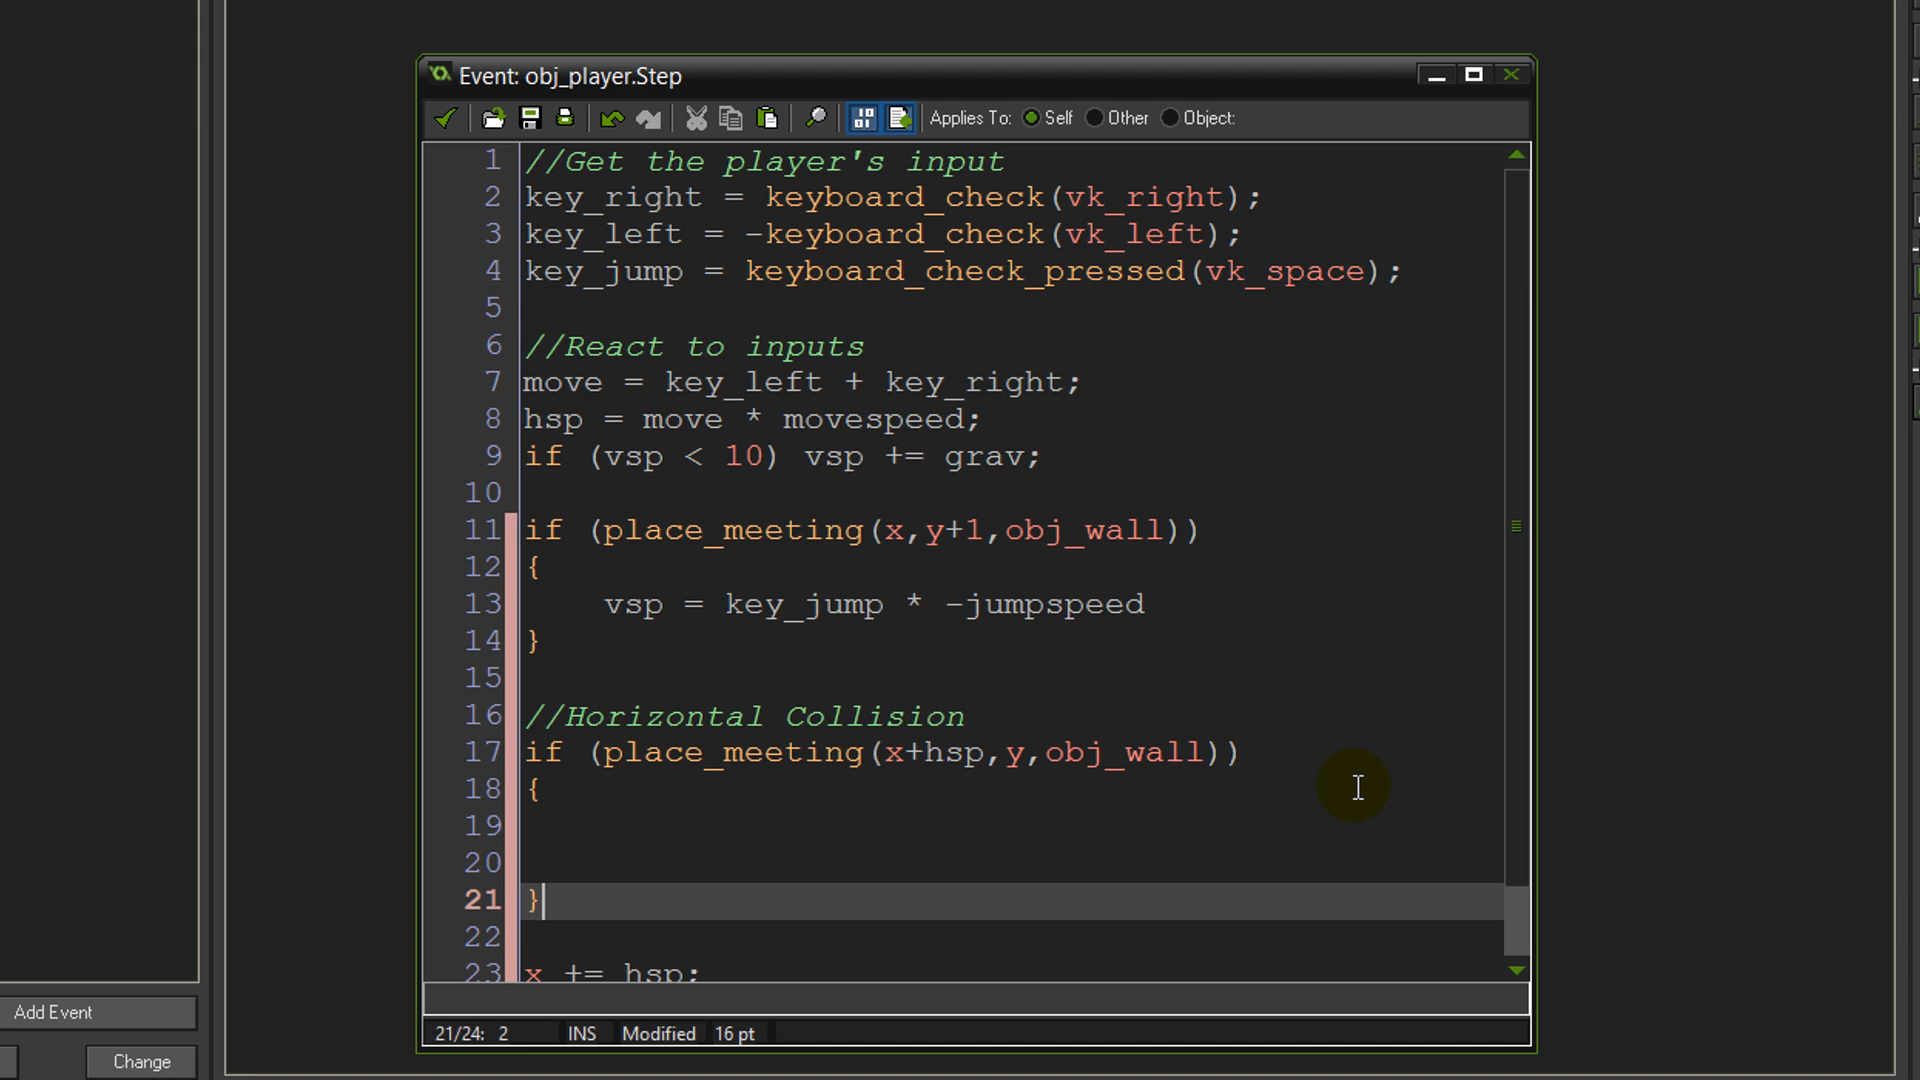 Event: obj_player.Step
Applies To: Self Other Object:
1 //Get the player's input
2 key_right = keyboard_check(vk_right);
3 key_left = -keyboard_check(vk_left);
4 key_jump = keyboard_check_pressed(vk_space);
5
6 //React to inputs
7 move = key_left + key_right;
8 hsp = move * movespeed;
9 if (vsp < 10) vsp += grav;
10
11 if (place_meeting(x,y+1,obj_wall))
12 {
13 vsp = key_jump * -jumpspeed
14 }
15
16 //Horizontal Collision
17 if (place_meeting(x+hsp,y,obj_wall))
18 {
19
20
21 }
22
23 x += hsp;
21/24: 2 INS Modified 16 pt
Add Event
Change